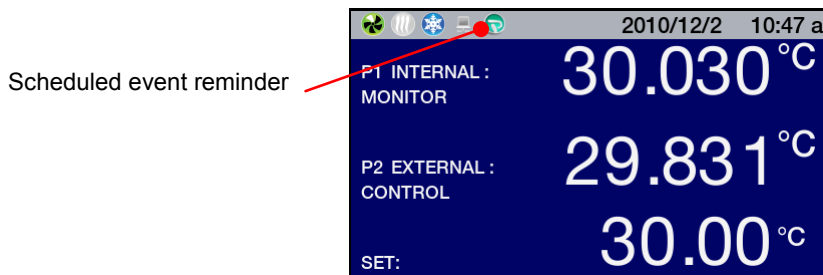 2010/12/2 10:47 a
Scheduled event reminder
P1 INTERNAL :
MONITOR
30.030°C
P2 EXTERNAL :
CONTROL
29.831°C
SET:
30.00°C